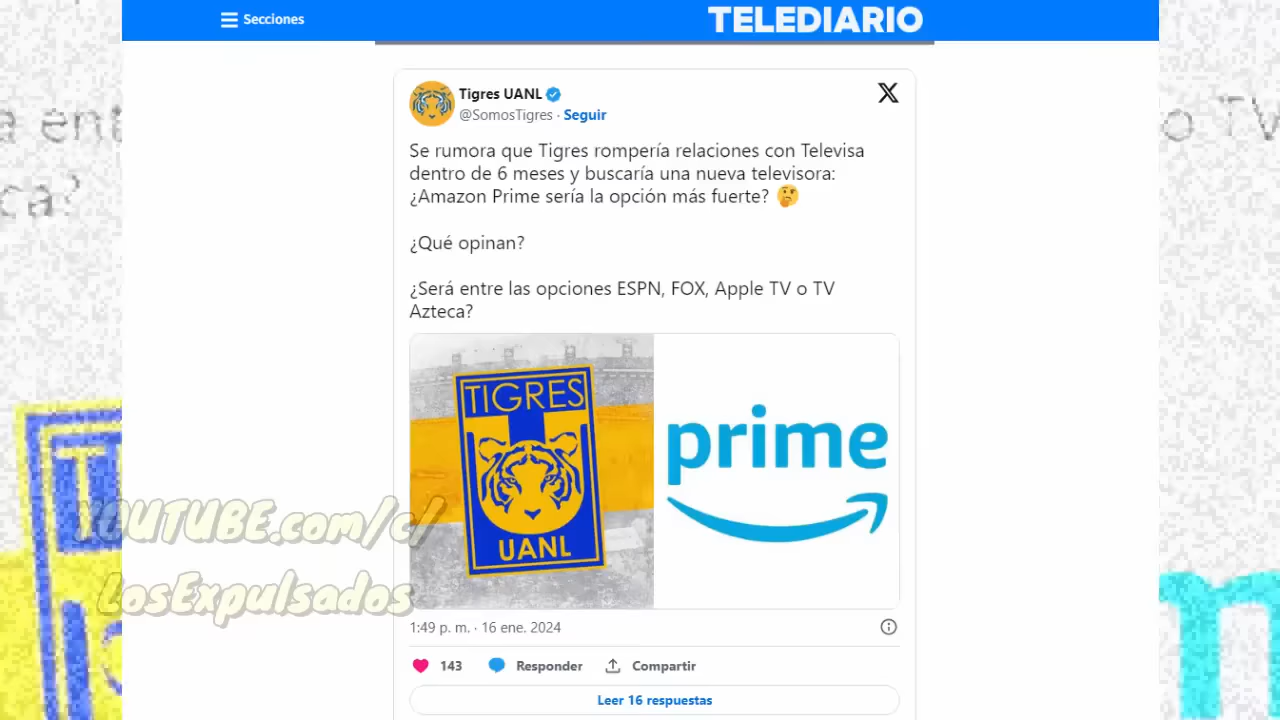 Secciones
TELEDIARIO
Tigres UANL
@SomosTigres · Seguir
Se rumora que Tigres rompería relaciones con Televisa
dentro de 6 meses y buscaría una nueva televisora:
¿Amazon Prime sería la opción más fuerte? 🤔
¿Qué opinan?
¿Será entre las opciones ESPN, FOX, Apple TV o TV
Azteca?
TIGRES
UANL
prime
YOUTUBE.com/c/
LosExpulsados
1:49 p. m. · 16 ene. 2024
143
Responder
Compartir
Leer 16 respuestas